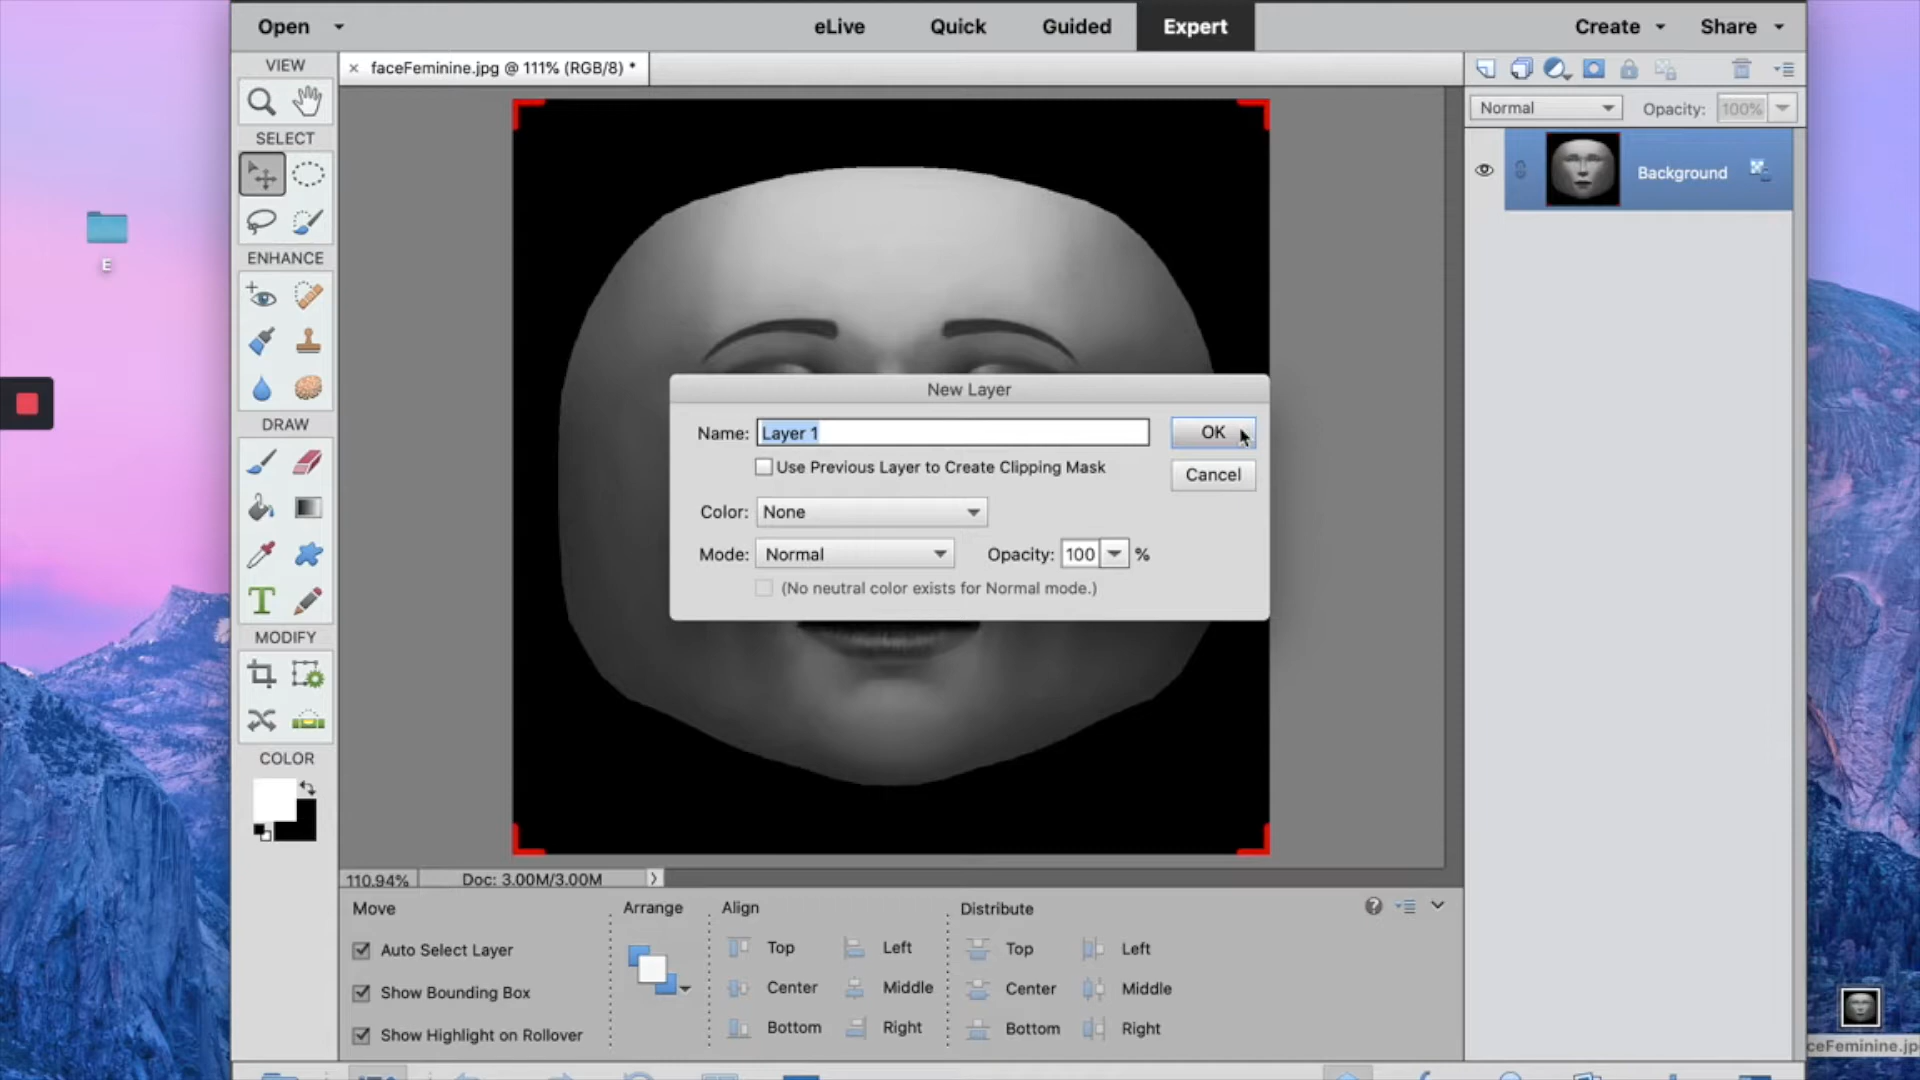 Open eLive Quick Guided Expert Create Share
VIEW
× faceFeminine.jpg @ 111% (RGB/8) *
Normal Opacity: 100%
SELECT
Background
E
ENHANCE
New Layer
DRAW
Name: Layer 1 OK
Use Previous Layer to Create Clipping Mask
Cancel
Color: None
Mode: Normal Opacity: 100 %
(No neutral color exists for Normal mode.)
T
MODIFY
COLOR
110.94% Doc: 3.00M/3.00M >
Move Arrange Align Distribute ?
Auto Select Layer Top Left Top Left
Show Bounding Box Center Middle Center Middle
Show Highlight on Rollover Bottom Right Bottom Right
ceFeminine.jp